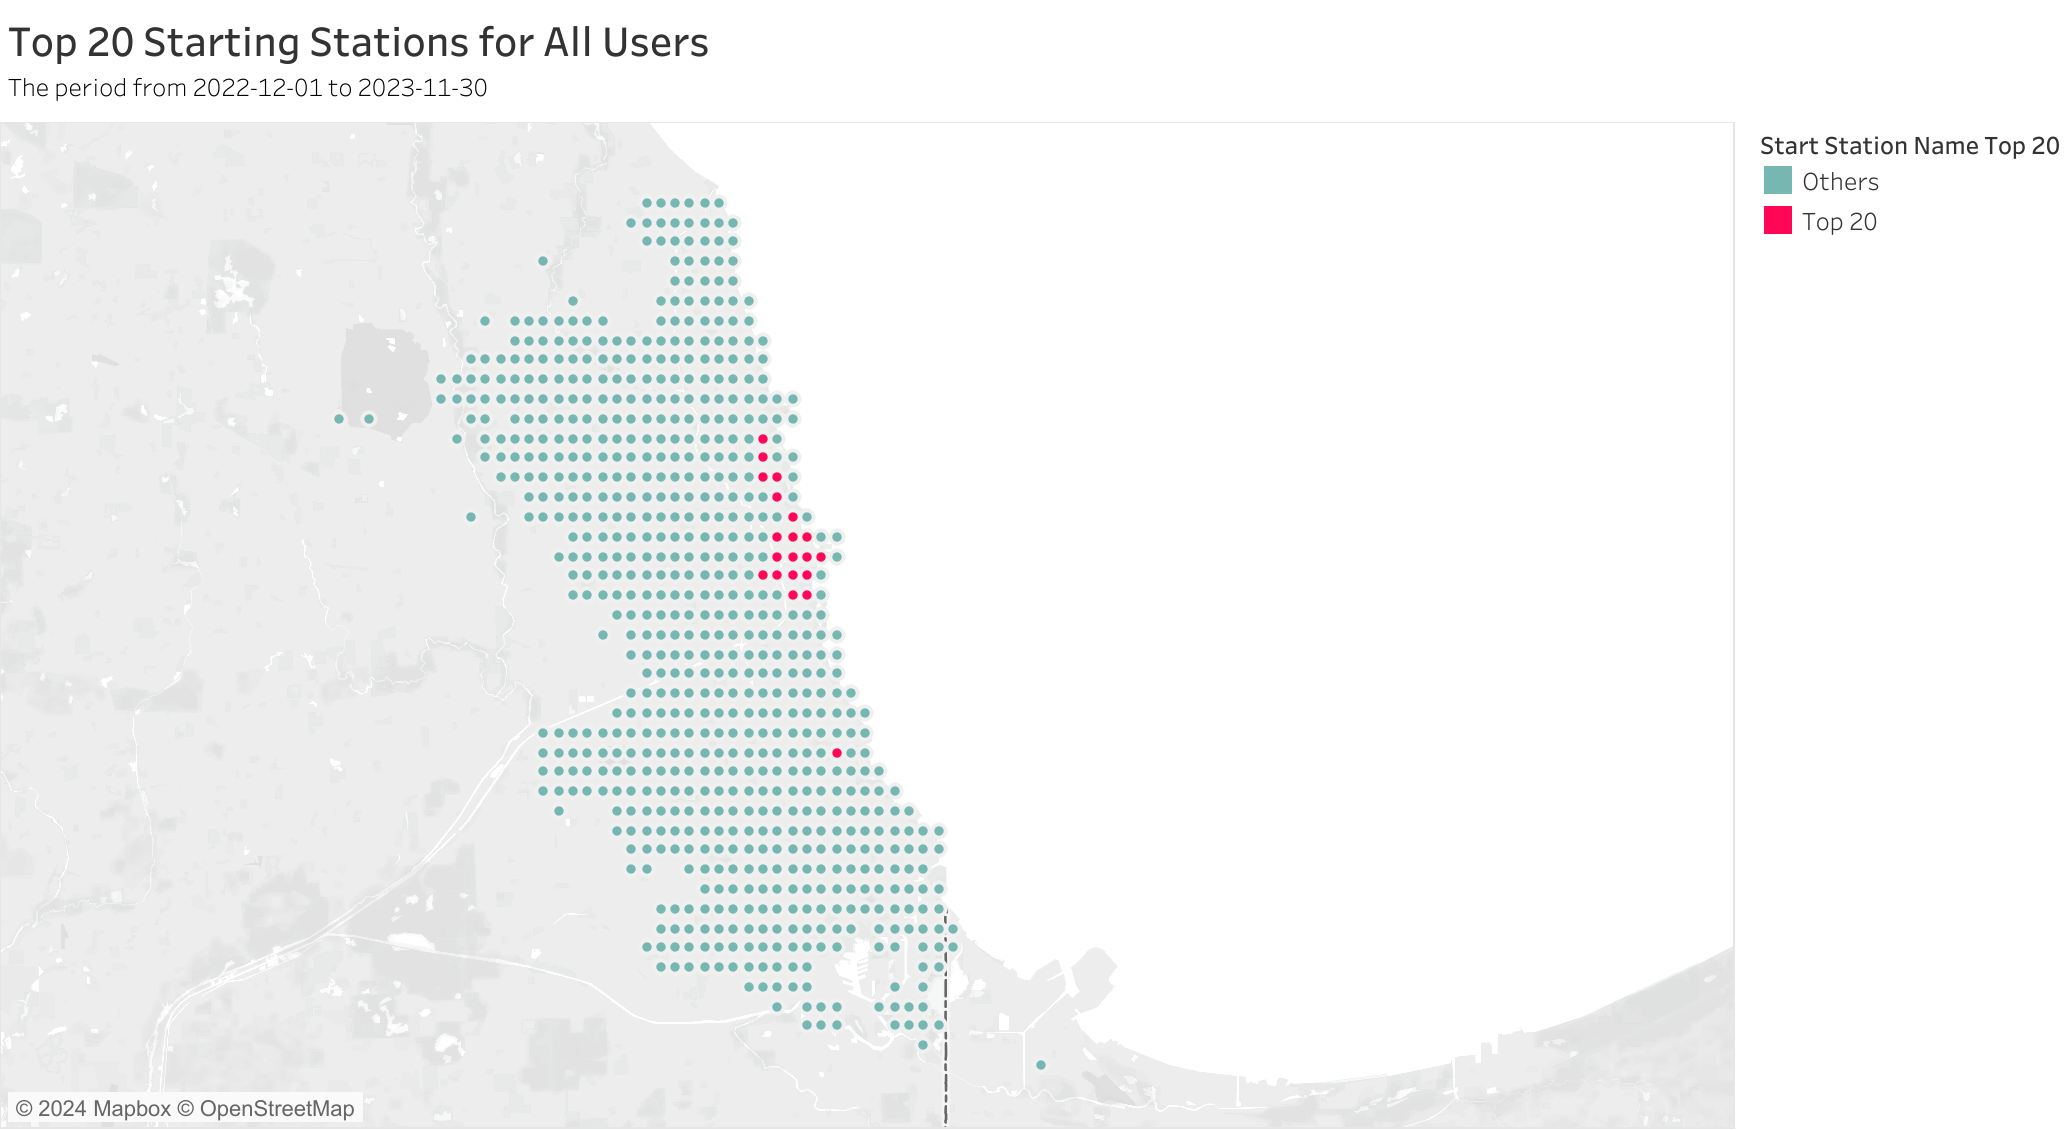 Top 20 Starting Stations for All Users
The period from 2022-12-01 to 2023-11-30
Start Station Name Top 20
Others
Top 20
© 2024 Mapbox © OpenStreetMap